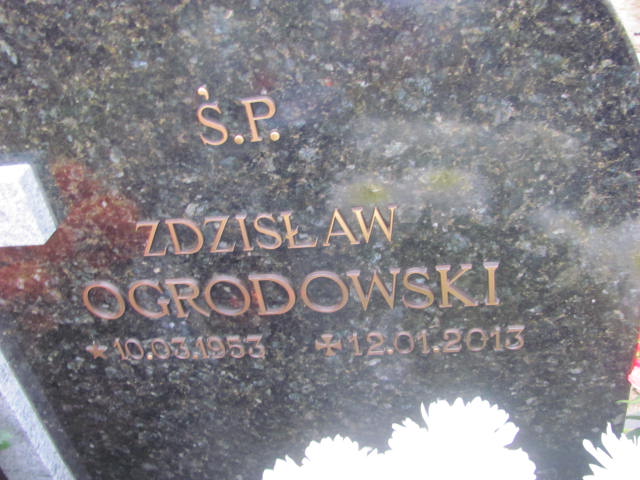 Ś.P.
ZDZISŁAW
OGRODOWSKI
★10.03.1953 ✠12.01.2013